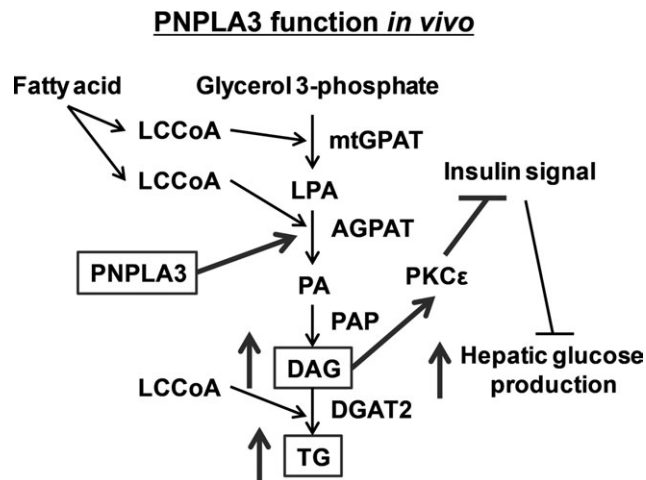 PNPLA3 function in vivo
Fatty acid
Glycerol 3-phosphate
LCCoA
mtGPAT
LCCoA
LPA
Insulin signal
AGPAT
PNPLA3
PA
PKCε
PAP
DAG
Hepatic glucose
production
LCCoA
DGAT2
TG